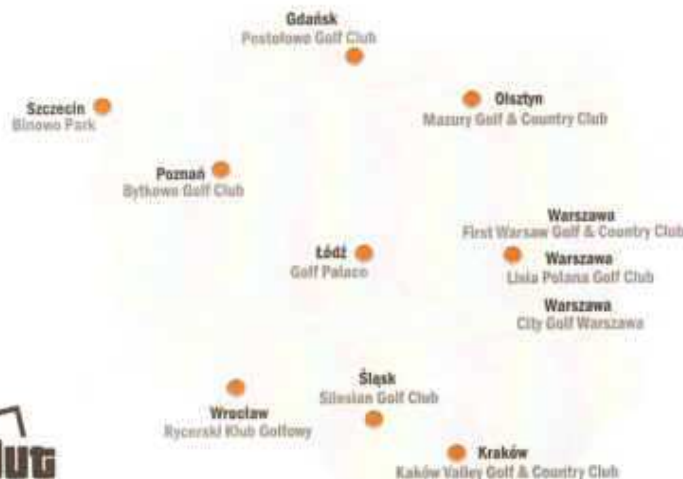 Gdańsk
Postołowo Golf Club
Szczecin
Binowo Park
Olsztyn
Mazury Golf & Country Club
Poznań
Bytkowo Golf Club
Warszawa
First Warsaw Golf & Country Club
Łódź
Golf Palace
Warszawa
Lisia Polana Golf Club
Warszawa
City Golf Warszawa
Śląsk
Silesian Golf Club
Wrocław
Rycerski Klub Golfowy
Kraków
Kaków Valley Golf & Country Club